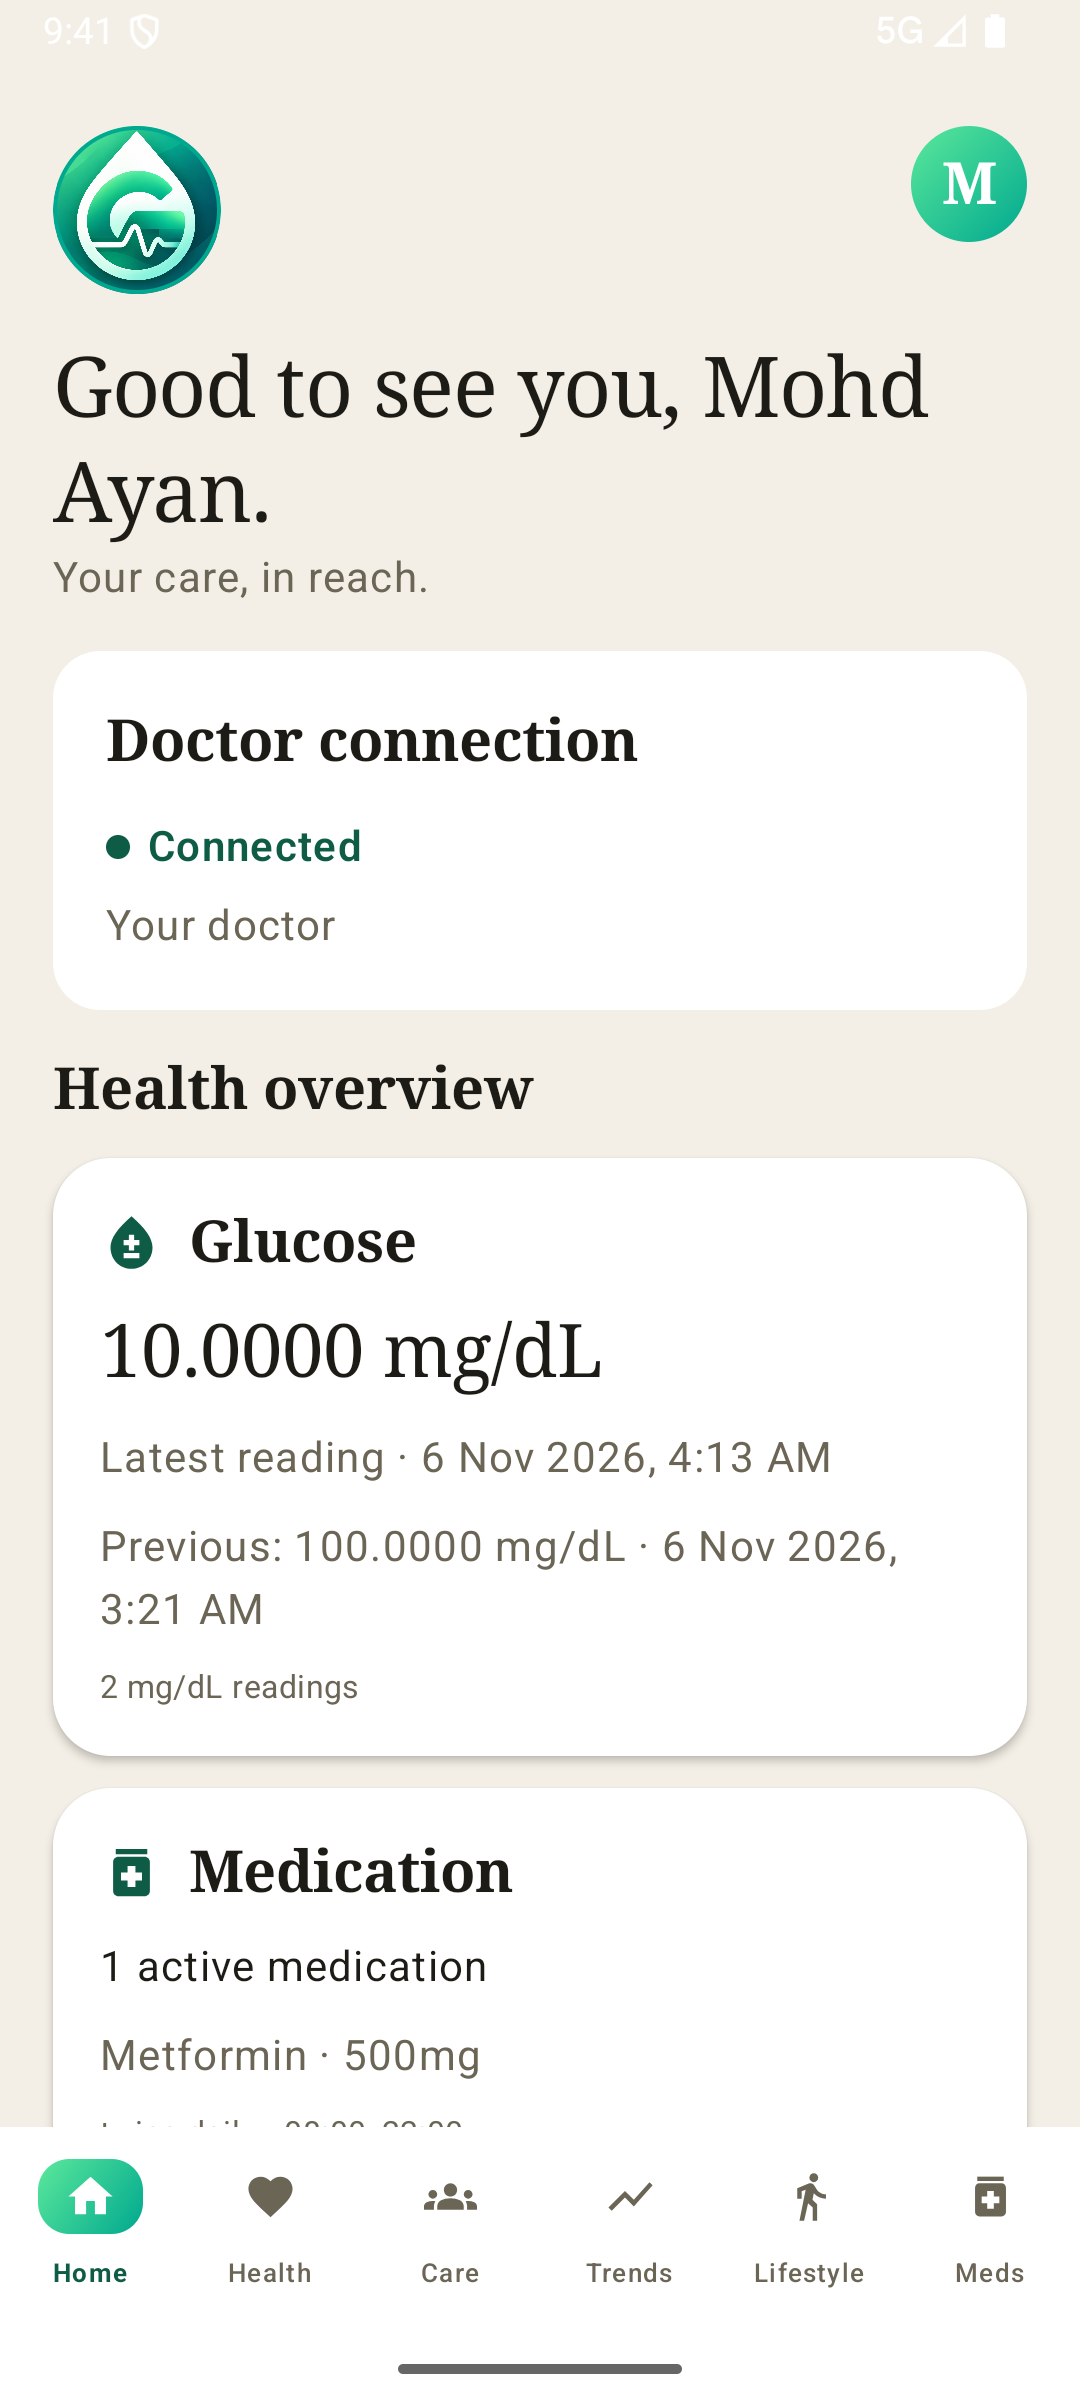 9:41
5G
M
Good to see you, Mohd
Ayan.
Your care, in reach.
Doctor connection
Connected
Your doctor
Health overview
Glucose
10.0000 mg/dL
Latest reading · 6 Nov 2026, 4:13 AM
Previous: 100.0000 mg/dL · 6 Nov 2026,
3:21 AM
2 mg/dL readings
Medication
1 active medication
Metformin · 500mg
Home
Health
Care
Trends
Lifestyle
Meds